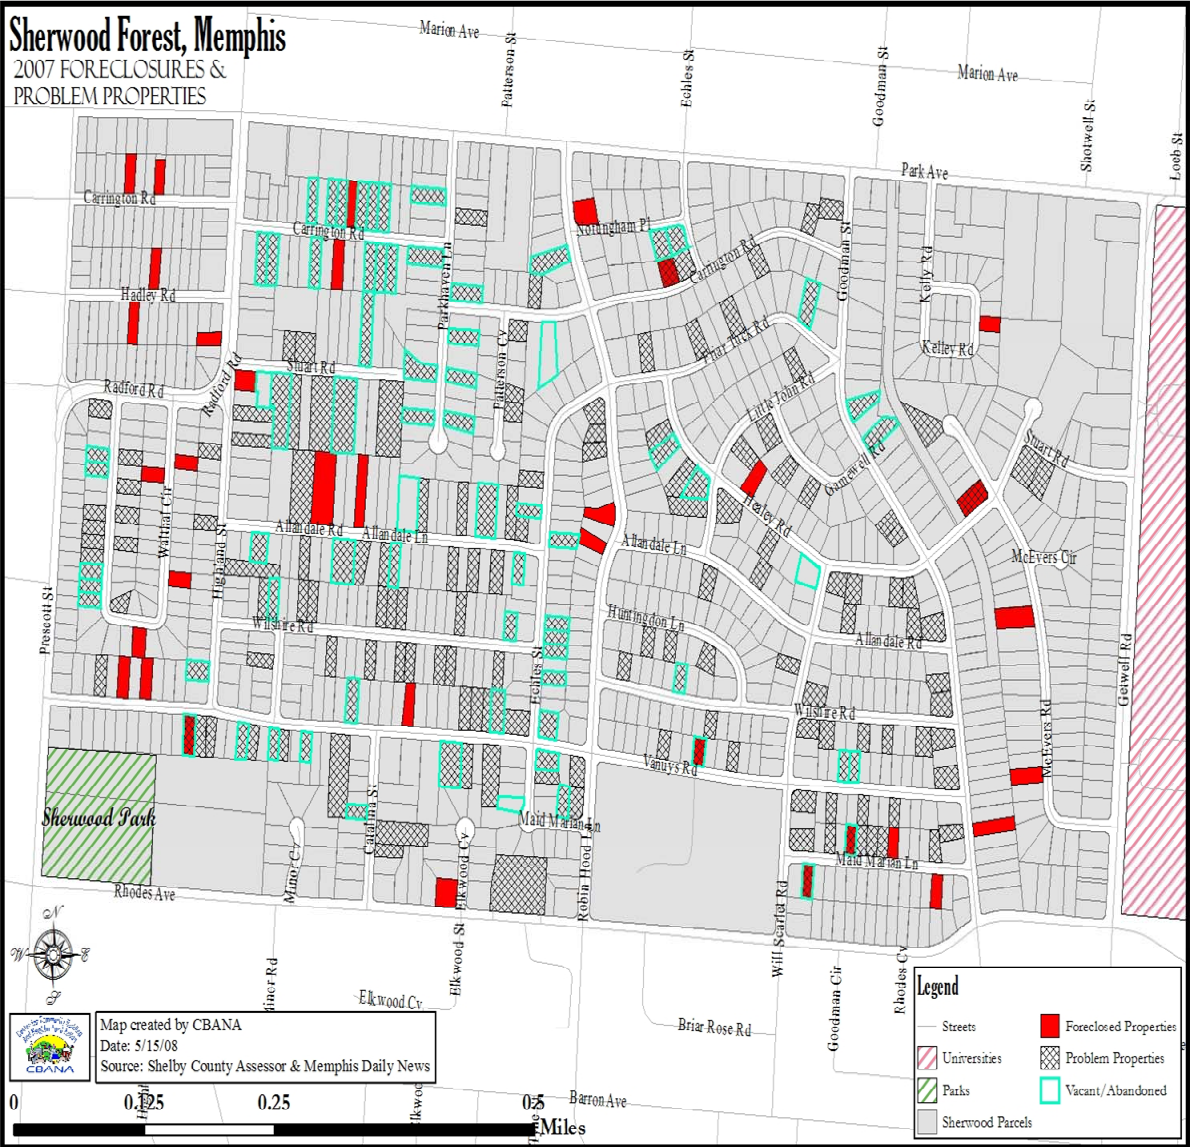 Sherwood Forest, Memphis
2007 FORECLOSURES &
PROBLEM PROPERTIES
Marion Ave
Patterson St
Echles St
Goodman St
Marion Ave
Shotwell St
Loeb St
Park Ave
Carrington Rd
Carrington Rd
Nottingham Pl
Carrington Rd
Goodman St
Kelly Rd
Hadley Rd
Parkhaven Ln
Patterson Cv
Friar Tuck Rd
Kelley Rd
Radford Rd
Radford Rd
Stuart Rd
Little John Rd
Gamewell Rd
Stuart Rd
Healey Rd
Highland St
Allandale Rd
Allandale Ln
Allandale Ln
McEvers Cir
Prescott St
Wilshire Rd
Huntingdon Ln
Allandale Rd
Echles St
Getwell Rd
Wilshire Rd
McEvers Rd
Vanuys Rd
Sherwood Park
Catalina St
Maid Marian Ln
Maid Marian Ln
Rhodes Ave
Minor Cv
Elkwood Cv
Robin Hood Ln
Will Scarlet Rd
N
W
E
S
Minor Rd
Elkwood St
Elkwood Cv
Goodman Cir
Rhodes Cv
Briar Rose Rd
Barron Ave
CBANA
Map created by CBANA
Date: 5/15/08
Source: Shelby County Assessor & Memphis Daily News
0
0.125
0.25
0.5
Miles
Legend
Streets
Universities
Parks
Sherwood Parcels
Foreclosed Properties
Problem Properties
Vacant/Abandoned